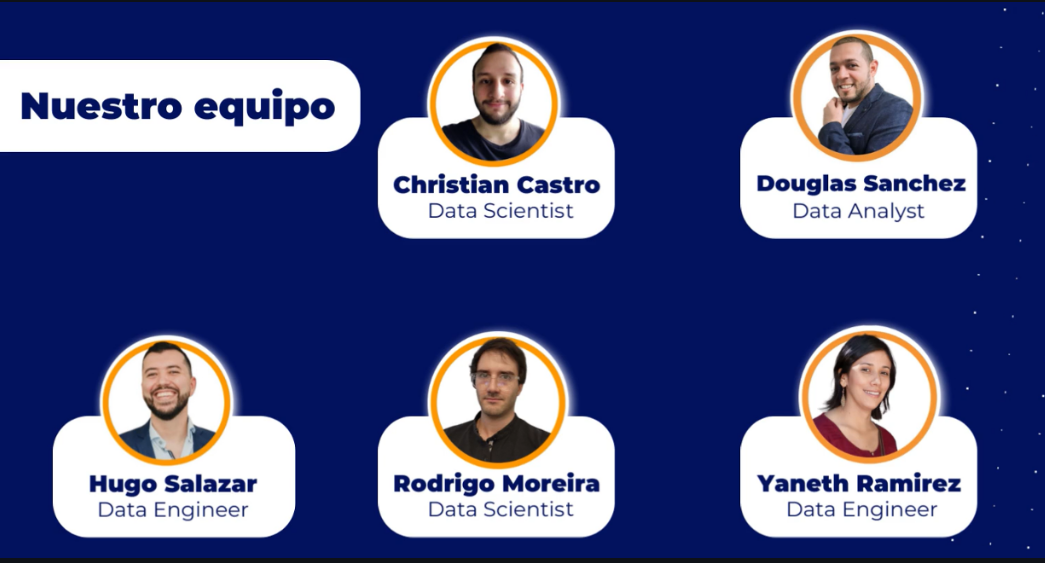 Nuestro equipo
Christian Castro
Data Scientist
Douglas Sanchez
Data Analyst
Hugo Salazar
Data Engineer
Rodrigo Moreira
Data Scientist
Yaneth Ramirez
Data Engineer